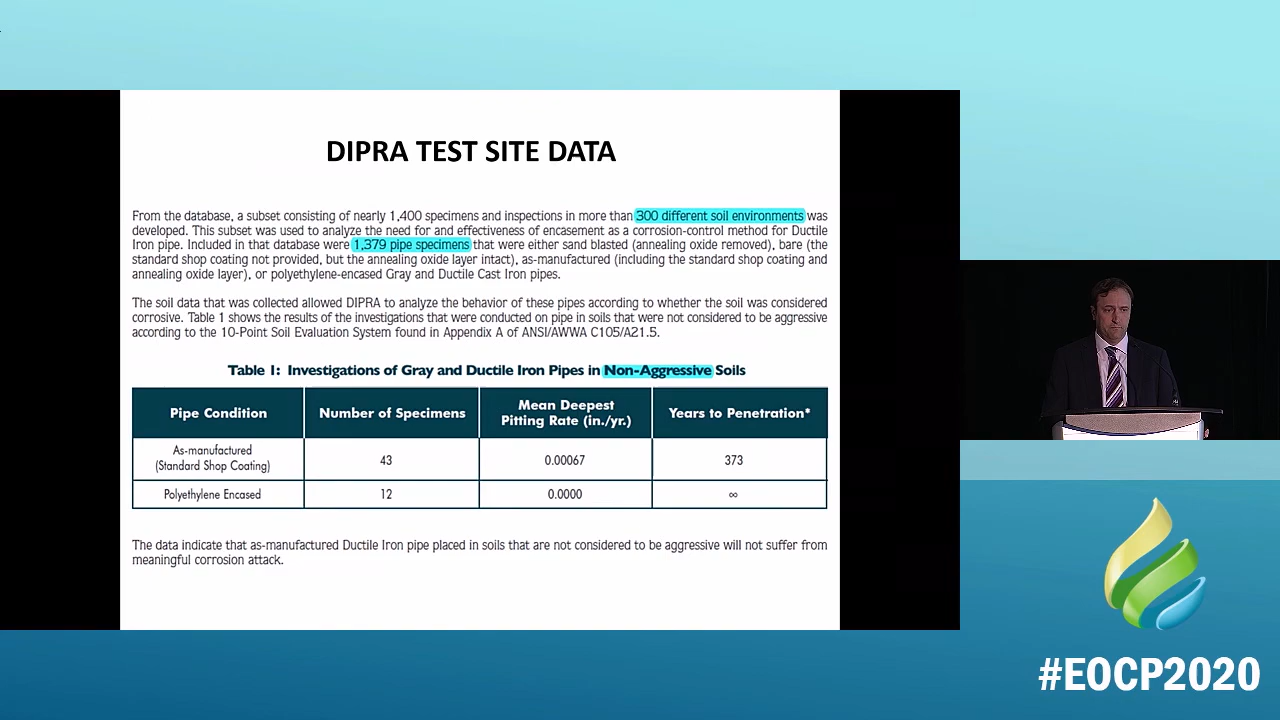 DIPRA TEST SITE DATA
From the database, a subset consisting of nearly 1,400 specimens and inspections in more than 300 different soil environments was
developed. This subset was used to analyze the need for and effectiveness of encasement as a corrosion-control method for Ductile
Iron pipe. Included in that database were 1,379 pipe specimens that were either sand blasted (annealing oxide removed), bare (the
standard shop coating not provided, but the annealing oxide layer intact), as-manufactured (including the standard shop coating and
annealing oxide layer), or polyethylene-encased Gray and Ductile Cast Iron pipes.
The soil data that was collected allowed DIPRA to analyze the behavior of these pipes according to whether the soil was considered
corrosive. Table 1 shows the results of the investigations that were conducted on pipe in soils that were not considered to be aggressive
according to the 10-Point Soil Evaluation System found in Appendix A of ANSI/AWWA C105/A21.5.
Table 1: Investigations of Gray and Ductile Iron Pipes in Non-Aggressive Soils
Pipe Condition
Number of Specimens
Mean Deepest
Pitting Rate (in./yr.)
Years to Penetration*
As-manufactured
(Standard Shop Coating)
43
0.00067
373
Polyethylene Encased
12
0.0000
∞
The data indicate that as-manufactured Ductile Iron pipe placed in soils that are not considered to be aggressive will not suffer from
meaningful corrosion attack.
#EOCP2020